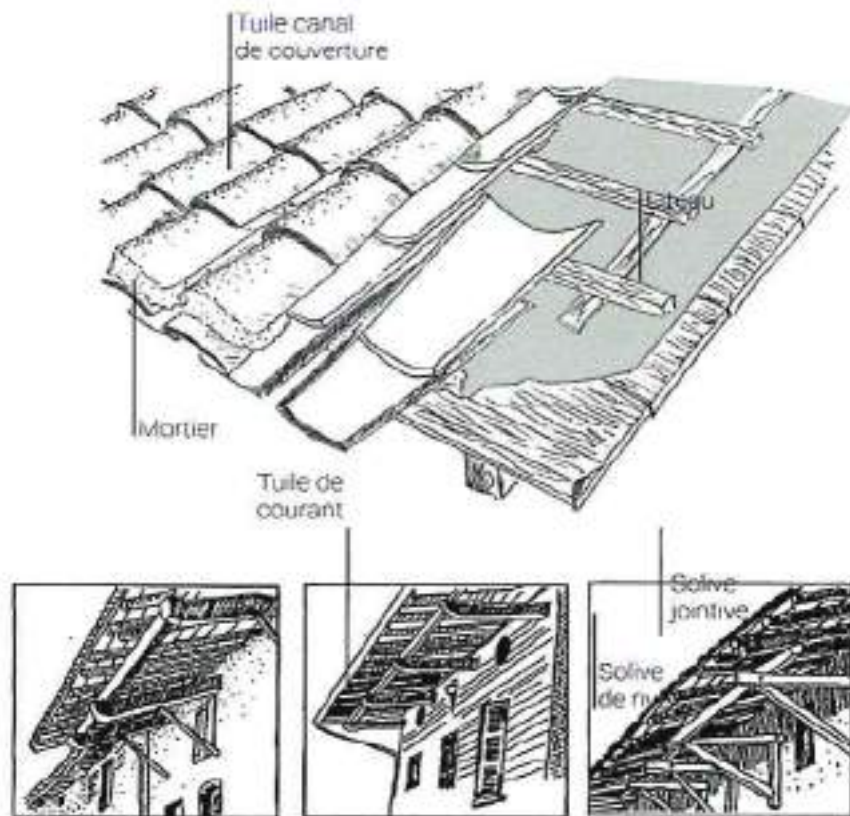 Tuile canal
de couverture
Mortier
Tuile de
courant
Solive
jointive
Solive